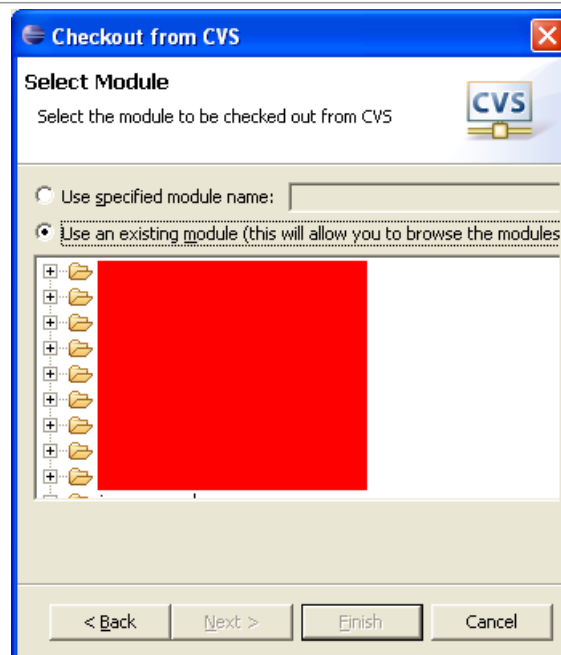 Checkout from CVS
Select Module
Select the module to be checked out from CVS
CVS
Use specified module name:
Use an existing module (this will allow you to browse the modules
< Back
Next >
Finish
Cancel